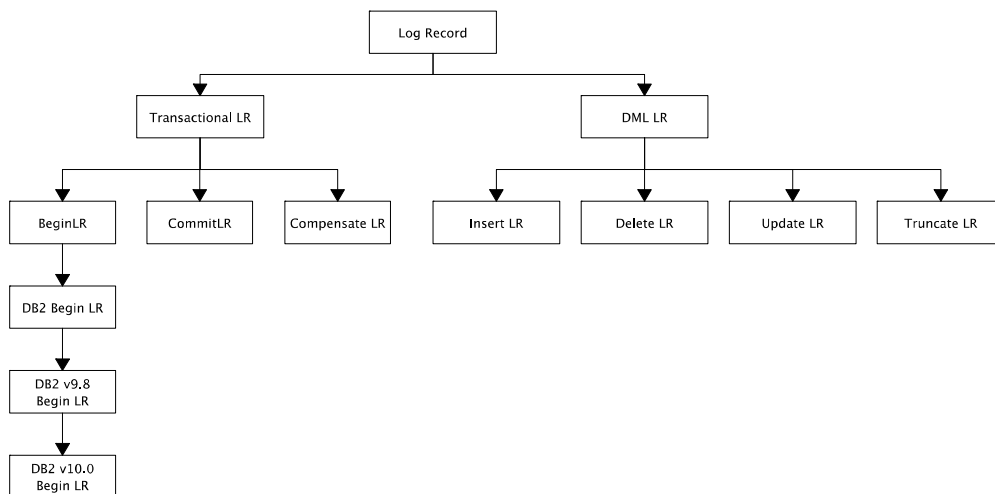 Log Record
Transactional LR
DML LR
BeginLR
CommitLR
Compensate LR
Insert LR
Delete LR
Update LR
Truncate LR
DB2 Begin LR
DB2 v9.8
Begin LR
DB2 v10.0
Begin LR